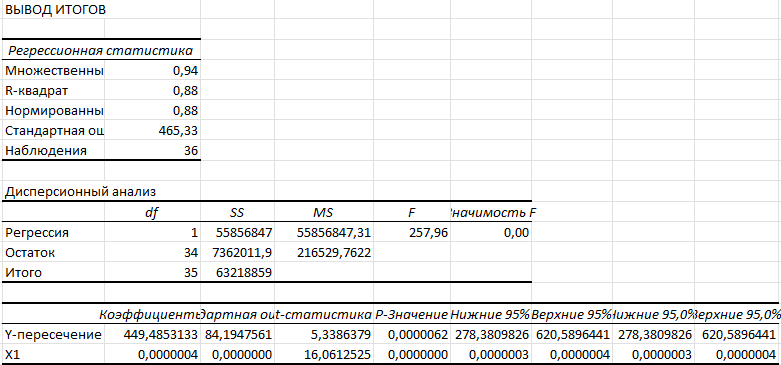 ВЫВОД ИТОГОВ
Регрессионная статистика
Множественны 0,94
R-квадрат 0,88
Нормированны 0,88
Стандартная ош 465,33
Наблюдения 36
Дисперсионный анализ
df SS MS F Значимость F
Регрессия 1 55856847 55856847,31 257,96 0,00
Остаток 34 7362011,9 216529,7622
Итого 35 63218859
Коэффициенты дартная ош t-статистика P-Значение Нижние 95% Верхние 95% Нижние 95,0% Верхние 95,0%
Y-пересечение 449,4853133 84,1947561 5,3386379 0,0000062 278,3809826 620,5896441 278,3809826 620,5896441
X1 0,0000004 0,0000000 16,0612525 0,0000000 0,0000003 0,0000004 0,0000003 0,0000004